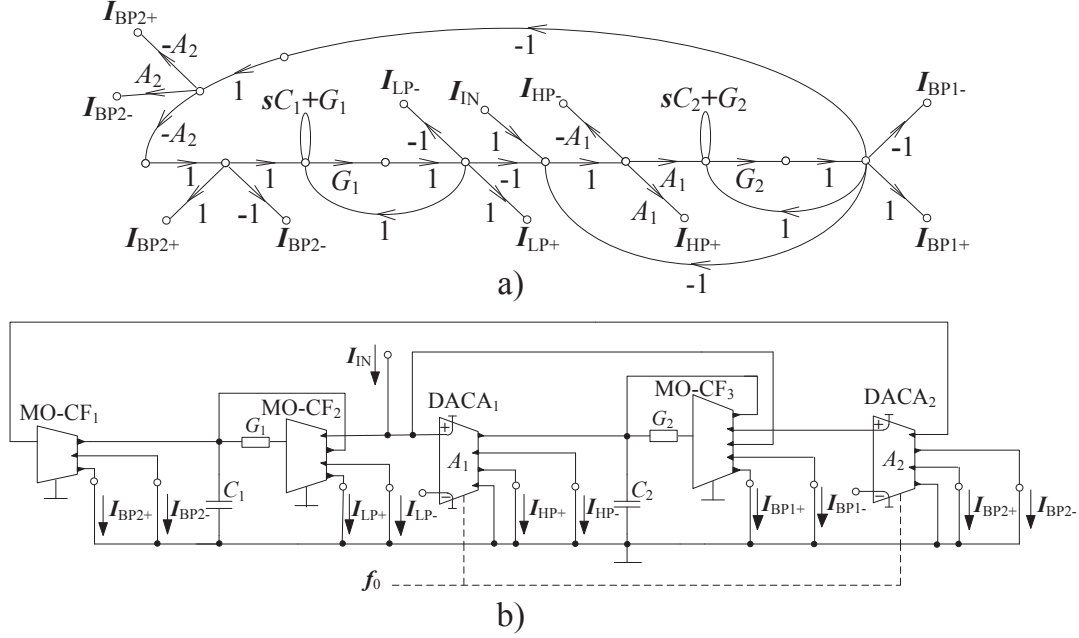 I_BP2+
-A_2
A_2
I_BP2-
1
-A_2
-1
sC_1+G_1
I_LP-
I_IN
I_HP-
sC_2+G_2
I_BP1-
-1
1
-A_1
-1
1
1
G_1
1
-1
1
A_1
G_2
1
1
-1
1
A_1
1
1
I_BP2+
I_BP2-
1
I_LP+
I_HP+
1
I_BP1+
-1
a)
I_IN
MO-CF_1
MO-CF_2
DACA_1
MO-CF_3
DACA_2
G_1
+
A_1
G_2
+
A_2
C_1
-
C_2
-
I_BP2+
I_BP2-
I_LP+
I_LP-
I_HP+
I_HP-
I_BP1+
I_BP1-
I_BP2+
I_BP2-
f_0
b)